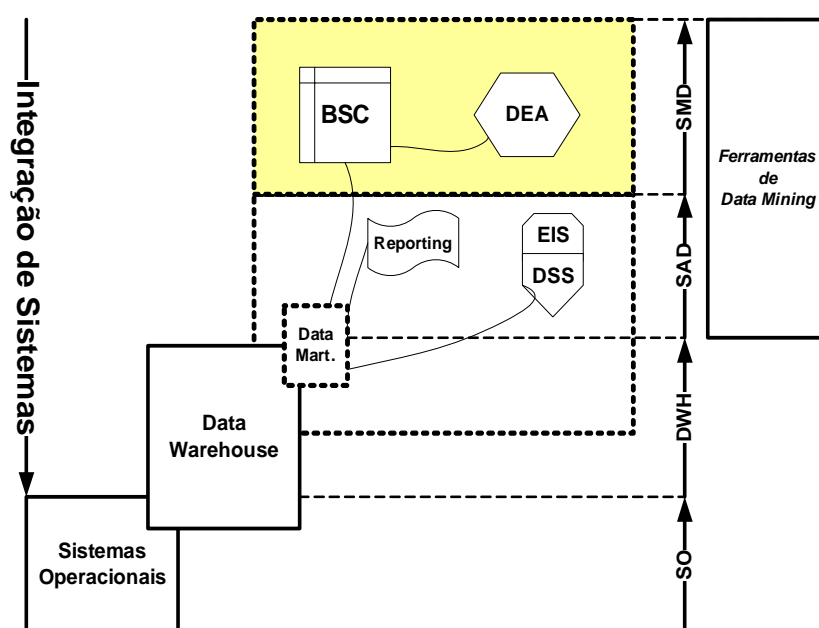 Integração de Sistemas
BSC
DEA
SMD
Ferramentas
de
Data Mining
Reporting
EIS
DSS
SAD
Data
Mart.
Data
Warehouse
DWH
Sistemas
Operacionais
SO